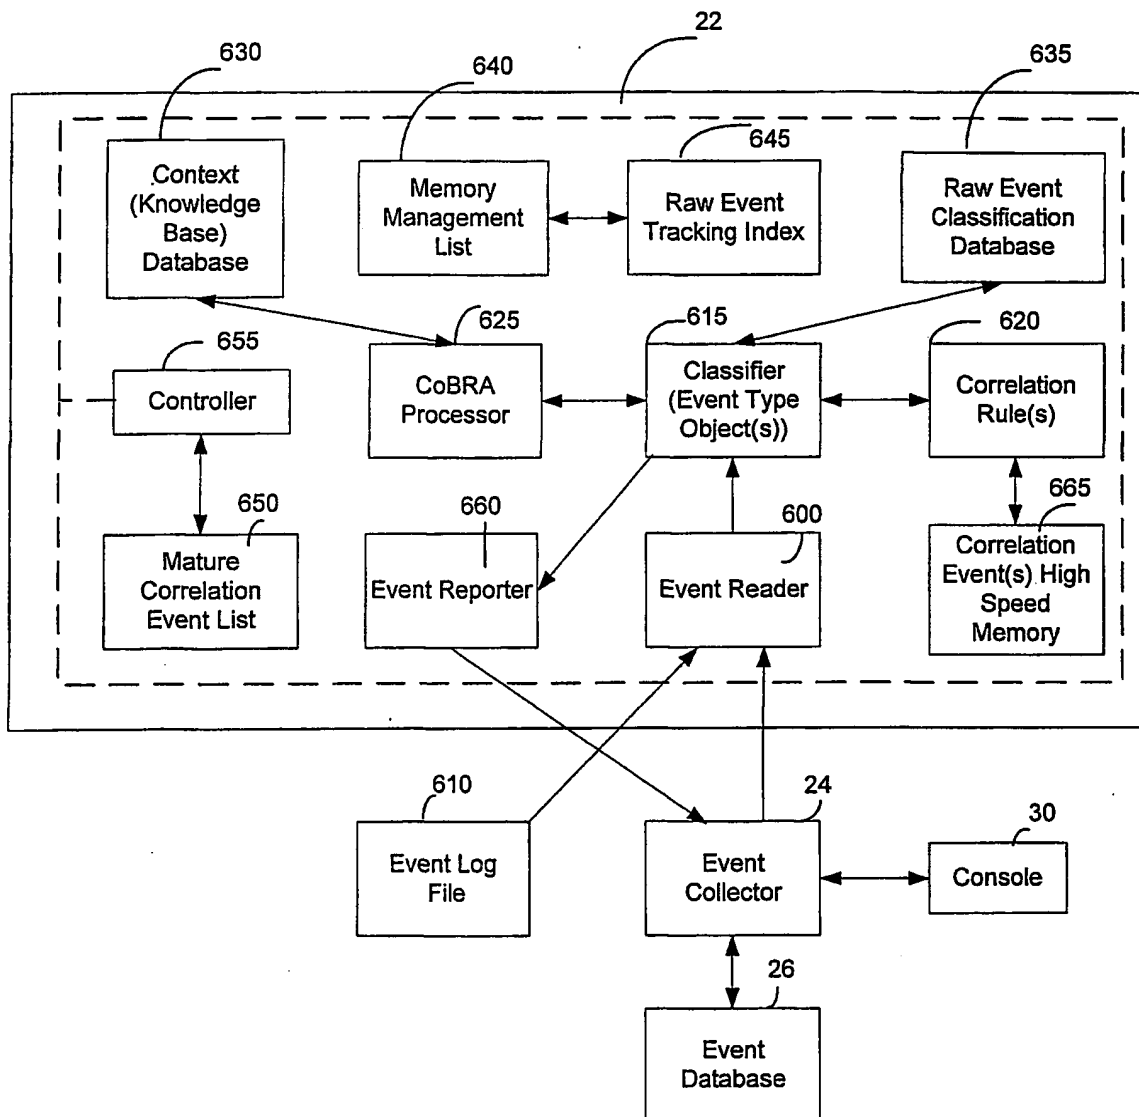 22
630
640
645
635
Context
(Knowledge
Base)
Database
Memory
Management
List
Raw Event
Tracking Index
Raw Event
Classification
Database
655
625
615
620
Controller
CoBRA
Processor
Classifier
(Event Type
Object(s))
Correlation
Rule(s)
650
660
600
665
Mature
Correlation
Event List
Event Reporter
Event Reader
Correlation
Event(s) High
Speed
Memory
610
24
30
Event Log
File
Event
Collector
Console
26
Event
Database